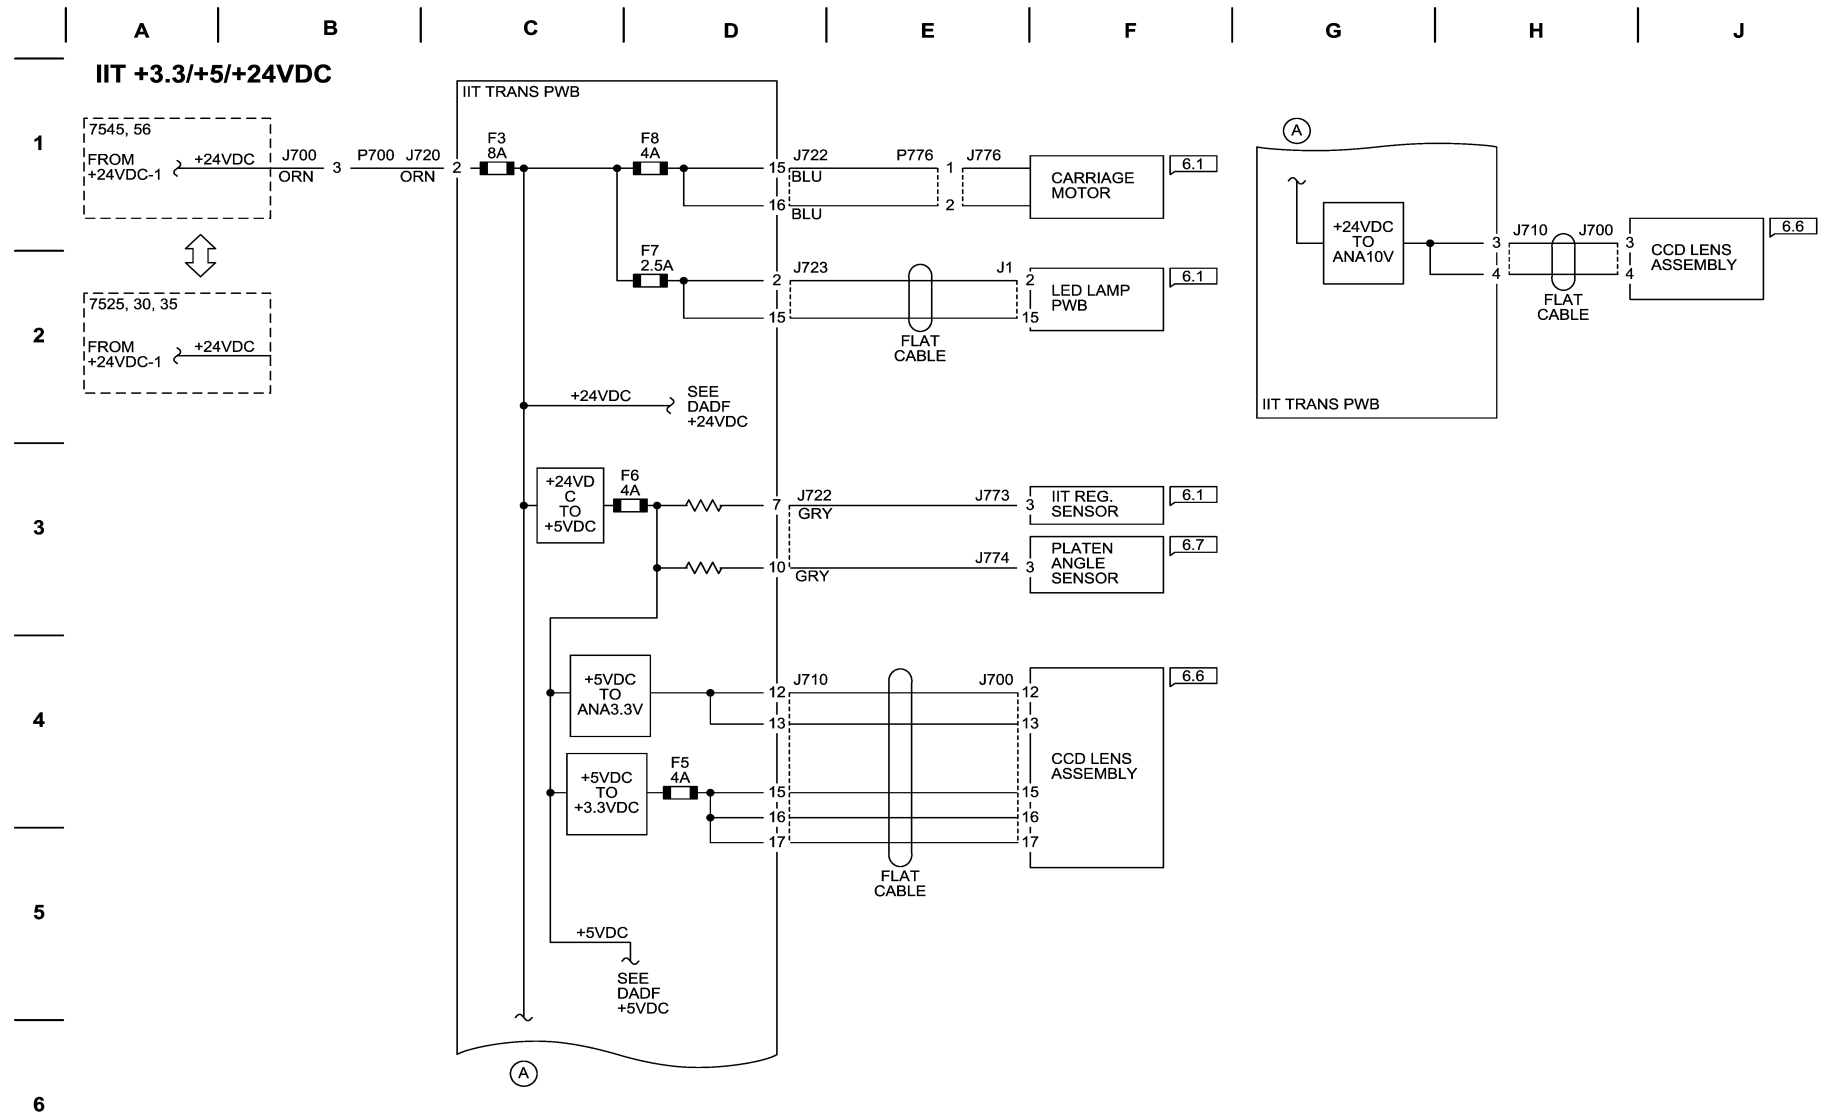 A B C D E F G H J
IIT +3.3/+5/+24VDC
1
2
3
4
5
6
7545, 56
FROM
+24VDC-1
+24VDC
J700
ORN
3
P700
J720
ORN
2
7525, 30, 35
FROM
+24VDC-1
+24VDC
IIT TRANS PWB
F3
8A
F8
4A
15
J722
BLU
16
BLU
P776
1
2
J776
CARRIAGE
MOTOR
6.1
F7
2.5A
2
J723
15
FLAT
CABLE
J1
2
15
LED LAMP
PWB
6.1
+24VDC
SEE
DADF
+24VDC
+24VD
C
TO
+5VDC
F6
4A
7
J722
GRY
J773
3
IIT REG.
SENSOR
6.1
10
GRY
J774
3
PLATEN
ANGLE
SENSOR
6.7
+5VDC
TO
ANA3.3V
12
J710
13
J700
12
13
+5VDC
TO
+3.3VDC
F5
4A
15
16
17
15
16
17
FLAT
CABLE
CCD LENS
ASSEMBLY
6.6
+5VDC
SEE
DADF
+5VDC
A
A
+24VDC
TO
ANA10V
3
4
J710
J700
3
4
FLAT
CABLE
CCD LENS
ASSEMBLY
6.6
IIT TRANS PWB